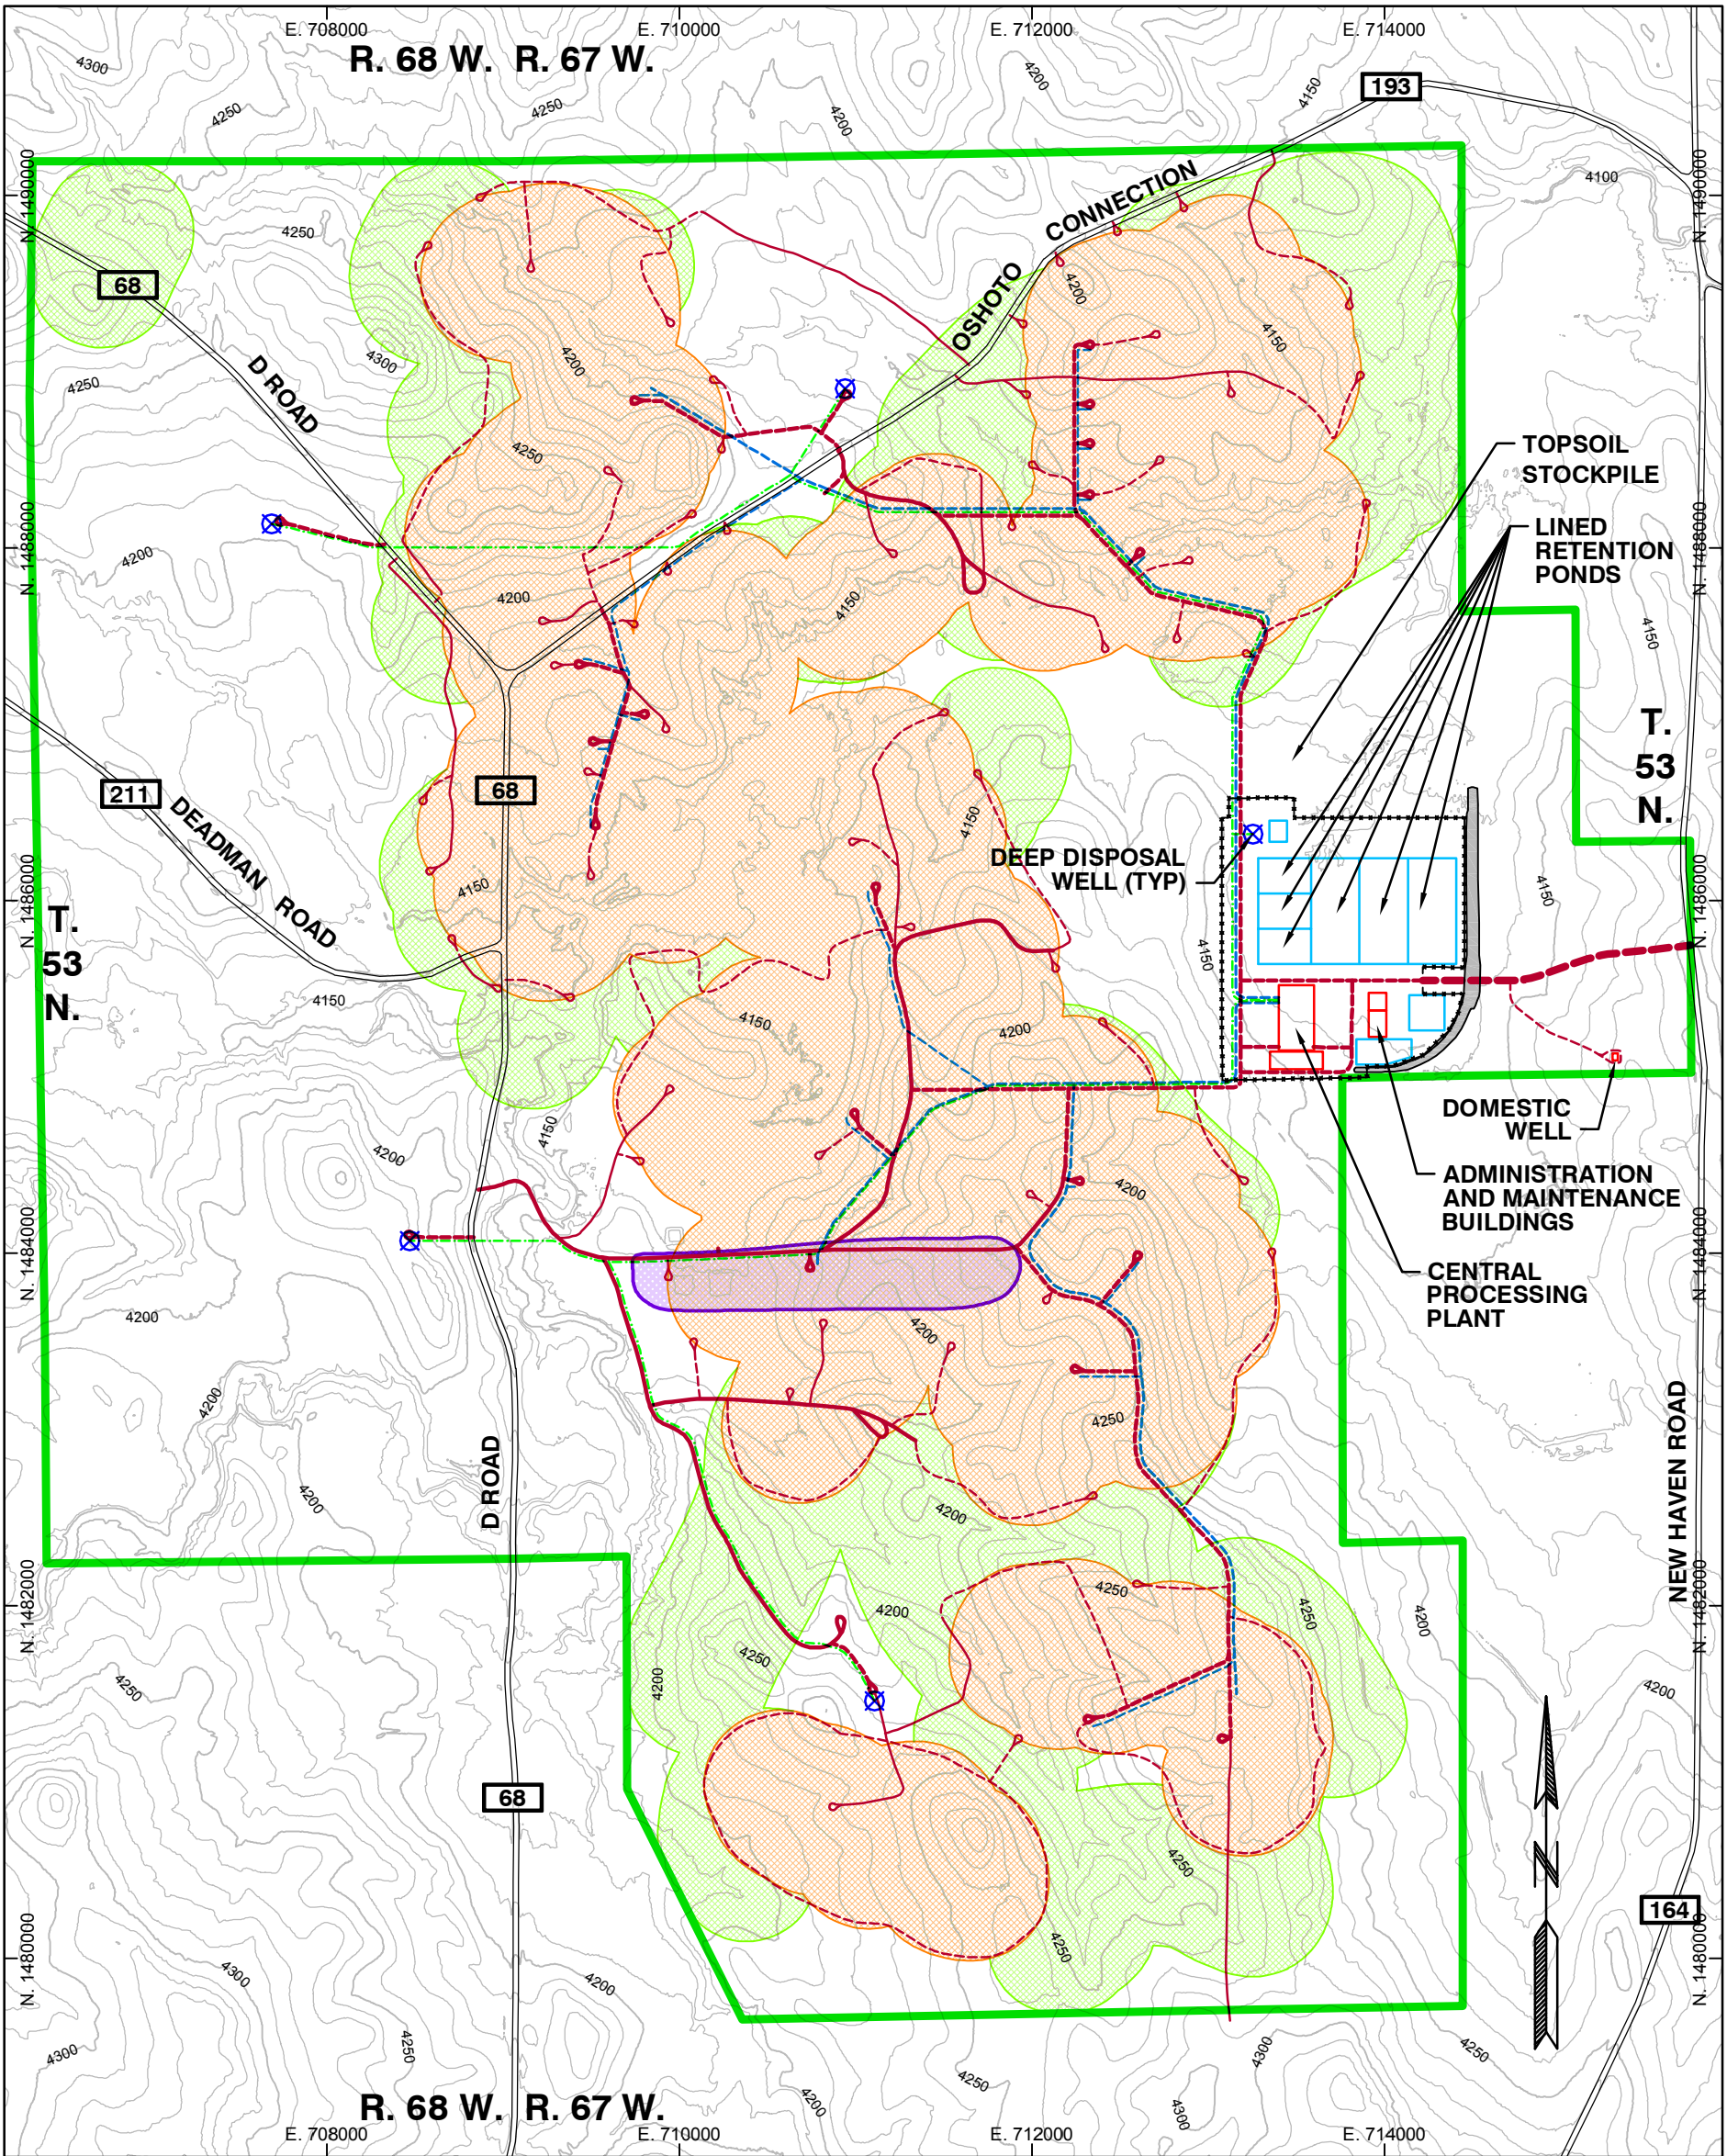 E. 708000
E. 710000
E. 712000
E. 714000
R. 68 W. R. 67 W.
193
4300
4250
4250
4200
4200
4150
4100
N. 1490000
N. 1490000
CONNECTION
OSHOTO
4250
68
4200
4150
4300
4200
4250
D ROAD
4250
TOPSOIL
STOCKPILE
LINED
RETENTION
PONDS
N. 1488000
N. 1488000
4200
4200
4150
4150
T.
53
N.
211
68
DEADMAN ROAD
4150
DEEP DISPOSAL
WELL (TYP)
4150
4150
4150
N. 1486000
N. 1486000
T.
53
N.
4150
4150
4200
4150
4200
4200
DOMESTIC
WELL
ADMINISTRATION
AND MAINTENANCE
BUILDINGS
CENTRAL
PROCESSING
PLANT
N. 1484000
N. 1484000
4200
4200
4200
4250
D ROAD
4200
4200
NEW HAVEN ROAD
N. 1482000
N. 1482000
4250
4200
4250
4200
4250
4200
4250
4200
68
N
4250
164
4250
N. 1480000
N. 1480000
4300
4200
4300
4250
4300
4250
4250
4200
4300
R. 68 W. R. 67 W.
E. 708000
E. 710000
E. 712000
E. 714000